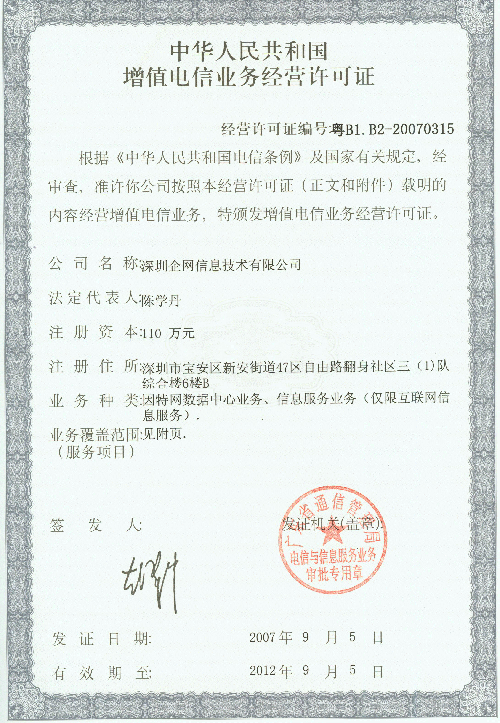 中华人民共和国
增值电信业务经营许可证
经营许可证编号:粤B1.B2-20070315
根据《中华人民共和国电信条例》及国家有关规定、经
审查，准许你公司按照本经营许可证（正文和附件）载明的
内容经营增值电信业务，特颁发增值电信业务经营许可证。
公司名称:深圳企网信息技术有限公司
法定代表人:陈学丹
注册资本:110 万元
注册住所:深圳市宝安区新安街道47区自由路翻身社区三（1)队
综合楼6楼B
业务种类:因特网数据中心业务、信息服务业务（仅限互联网信
息服务）.
业务覆盖范围:见附页.
（服务项目）
签发人:
发证机关(盖章):
广东省通信管理局
电信与信息服务业务
审批专用章
发证日期: 2007年 9 月 5 日
有效期至: 2012年 9 月 5 日